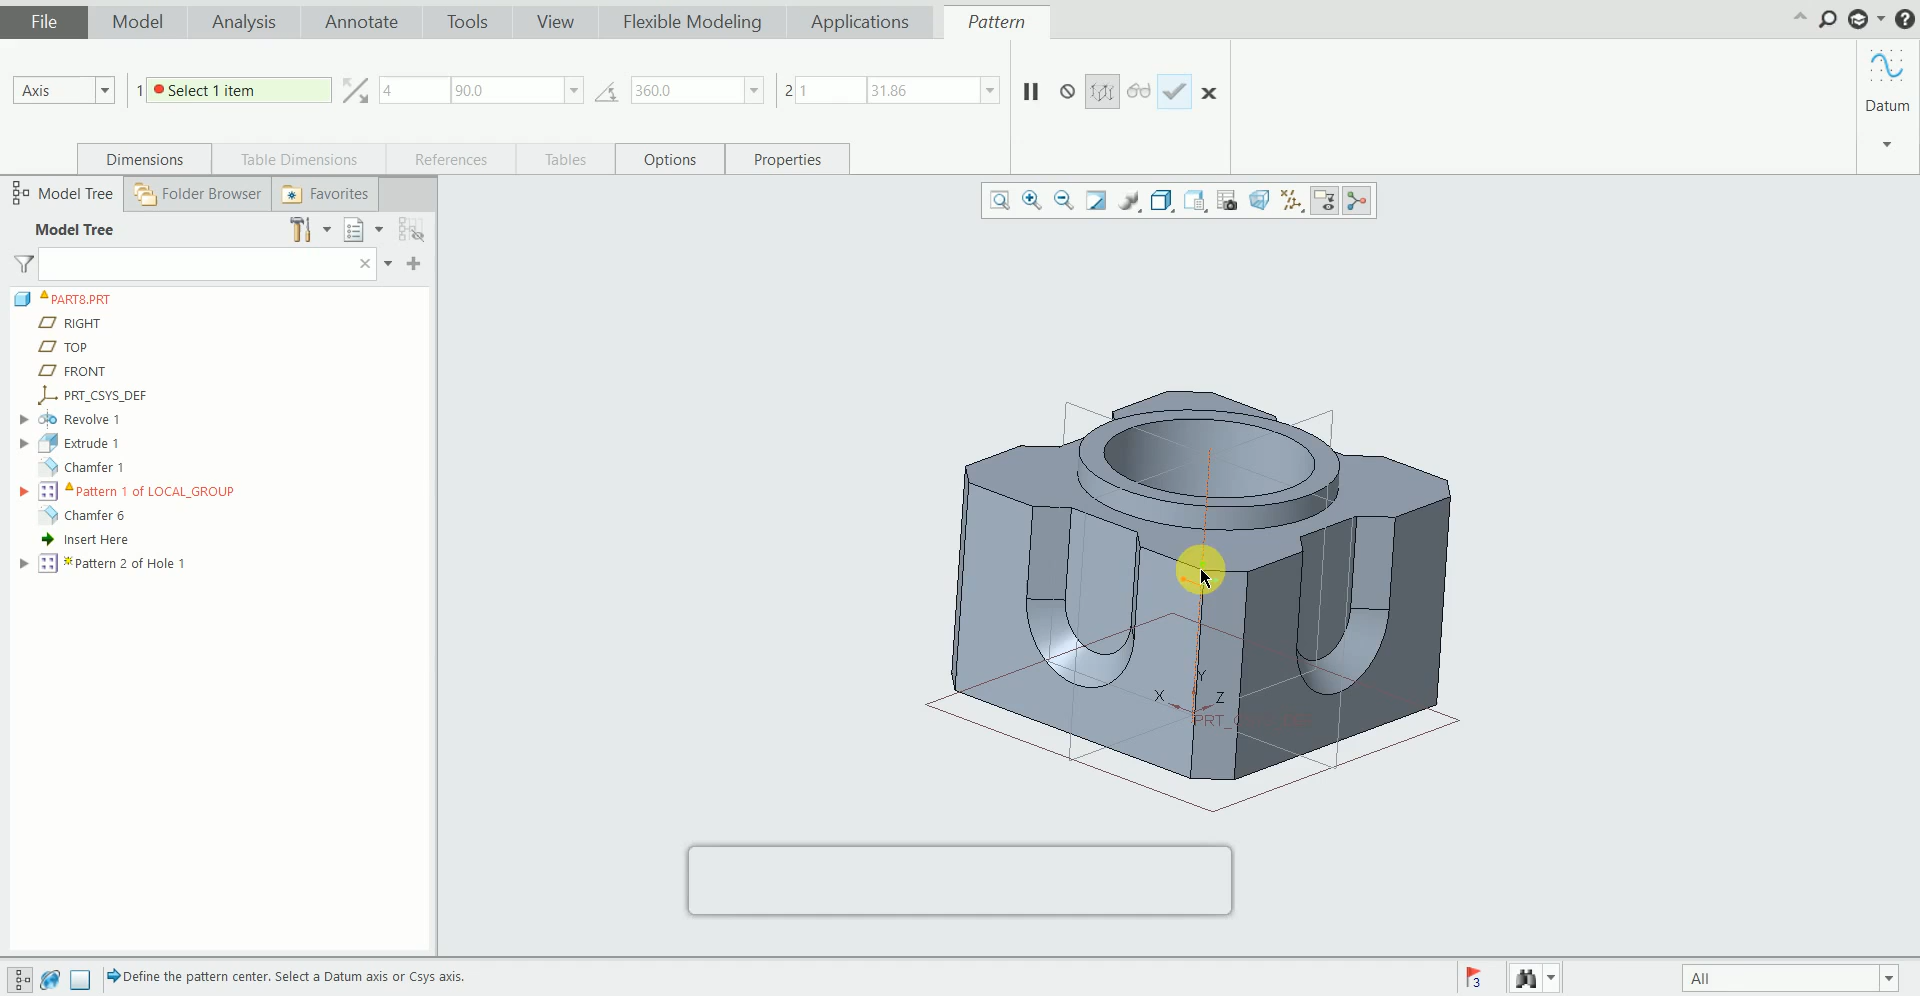 File Model Analysis Annotate Tools View Flexible Modeling Applications Pattern
Axis 1 Select 1 item 4 90.0 360.0 2 1 31.86
Datum
Dimensions Table Dimensions References Tables Options Properties
Model Tree Folder Browser Favorites
Model Tree
PART8.PRT
RIGHT
TOP
FRONT
PRT_CSYS_DEF
Revolve 1
Extrude 1
Chamfer 1
Pattern 1 of LOCAL_GROUP
Chamfer 6
Insert Here
Pattern 2 of Hole 1
Y
X Z
PRT_
Define the pattern center. Select a Datum axis or Csys axis.
3
All